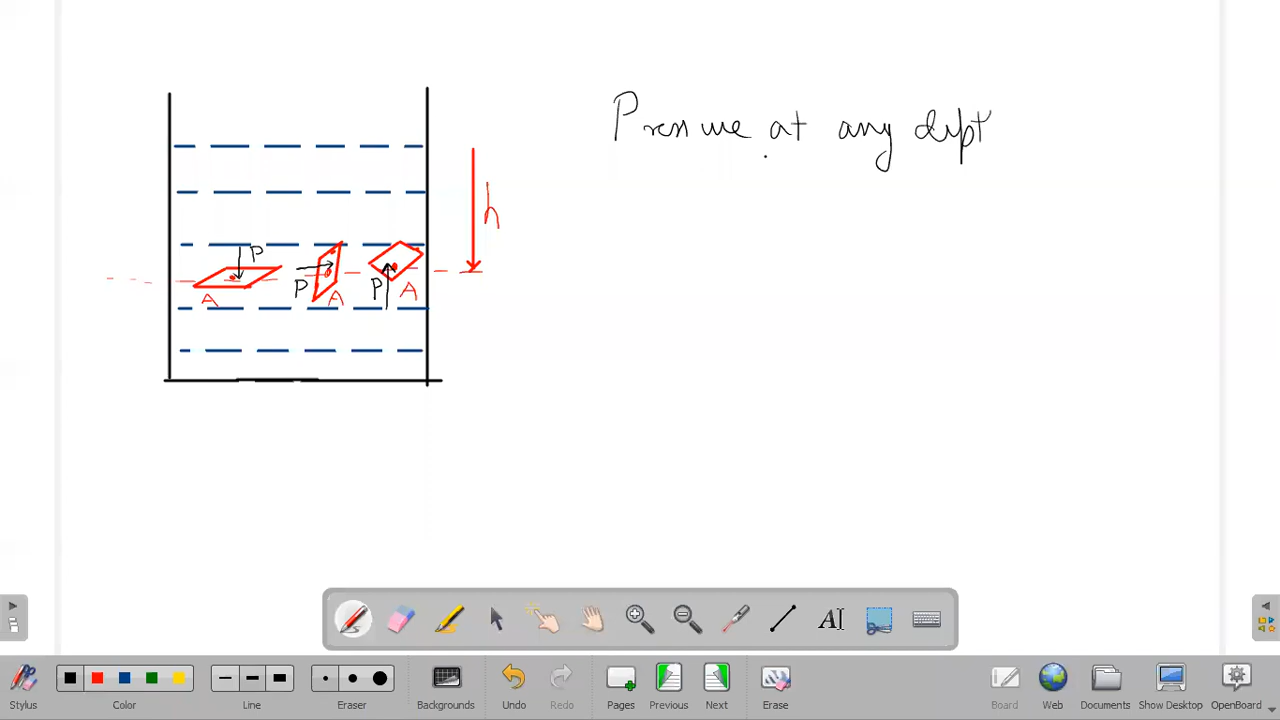 Pressure at any dept
h
P
P
P
A
A
A
Stylus
Color
Line
Eraser
Backgrounds
Undo
Redo
Pages
Previous
Next
Erase
Board
Web
Documents
Show Desktop
OpenBoard